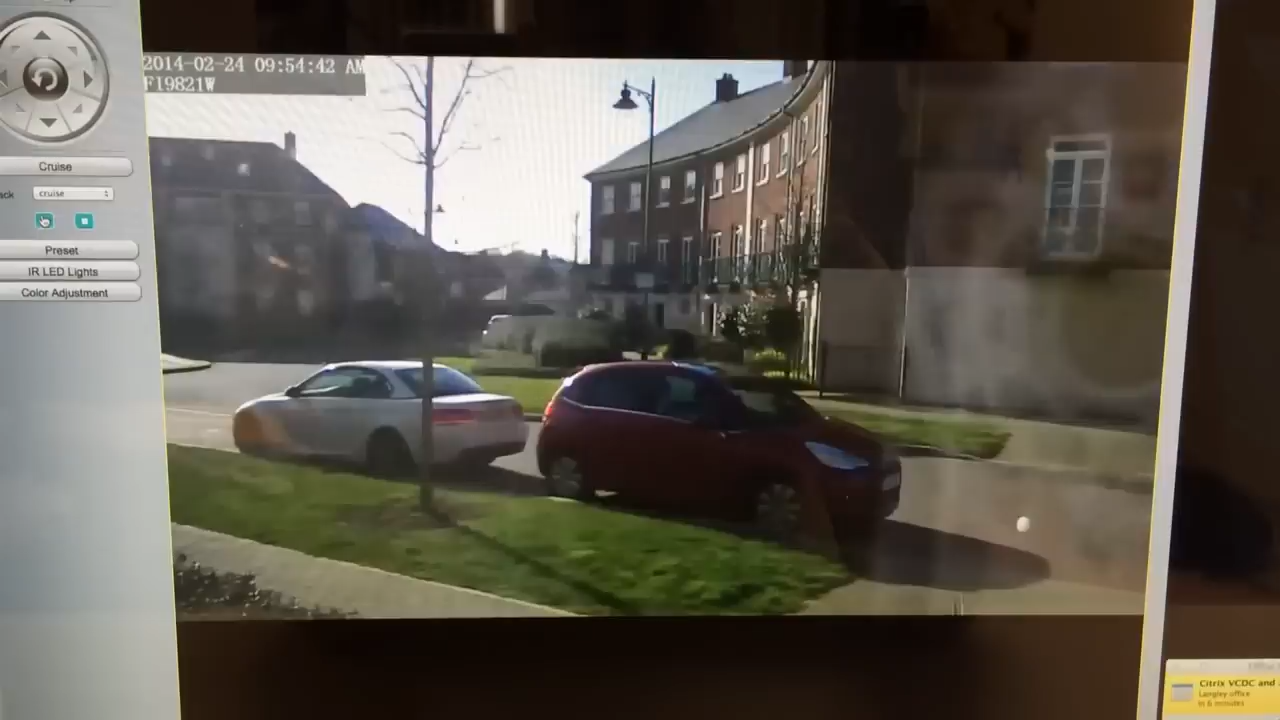 2014-02-24 09:54:42 AM
FI9821W
Cruise
cruise
Preset
IR LED Lights
Color Adjustment
Citrix VCDC and
Langley office
in 6 minutes